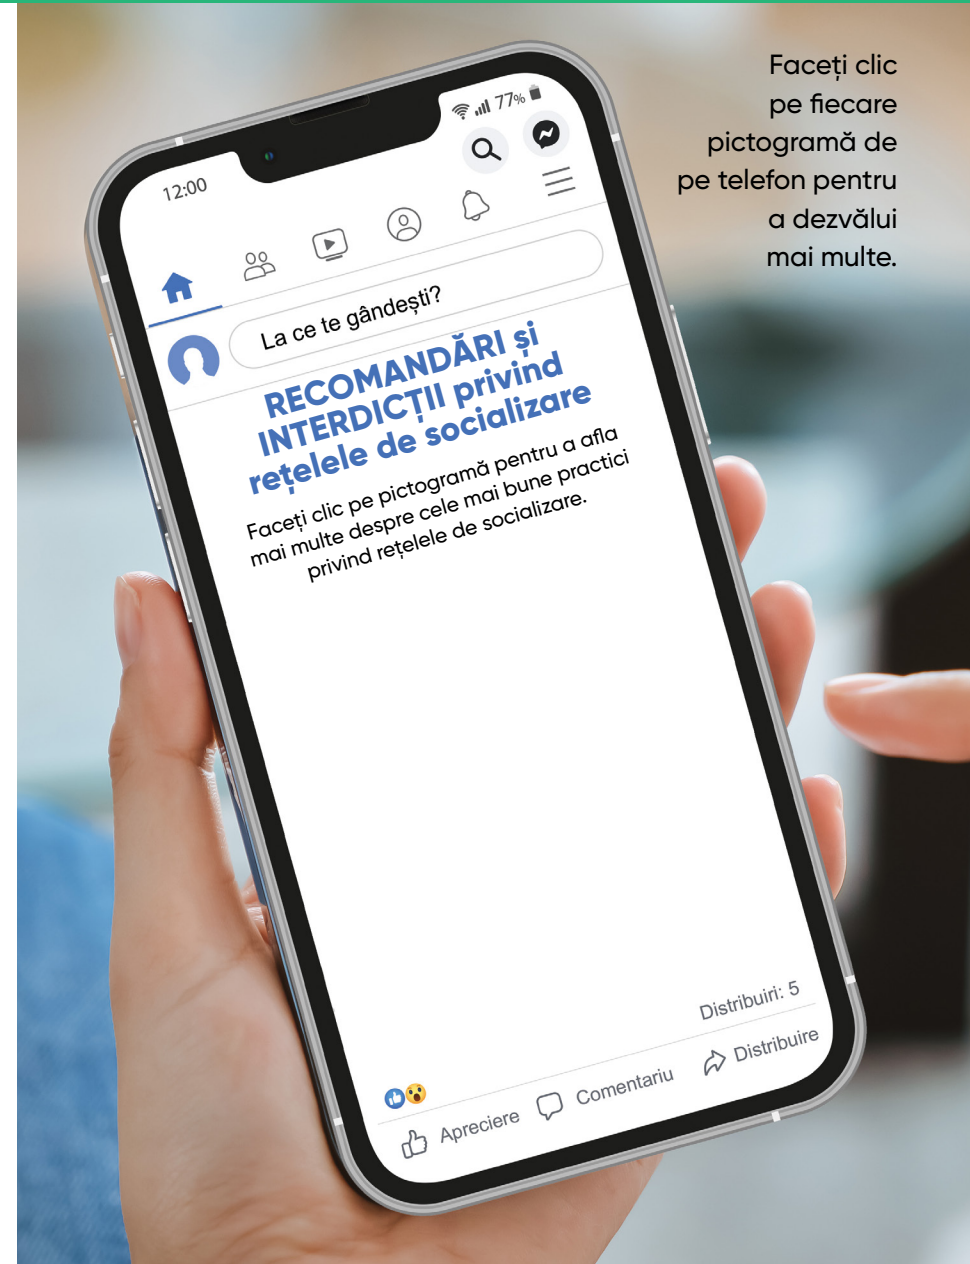 Faceți clic
pe fiecare
pictogramă de
pe telefon pentru
a dezvălui
mai multe.
12:00
77%
La ce te gândești?
RECOMANDĂRI și
INTERDICȚII privind
rețelele de socializare
Faceți clic pe pictogramă pentru a afla
mai multe despre cele mai bune practici
privind rețelele de socializare.
Distribuiri: 5
Apreciere
Comentariu
Distribuire